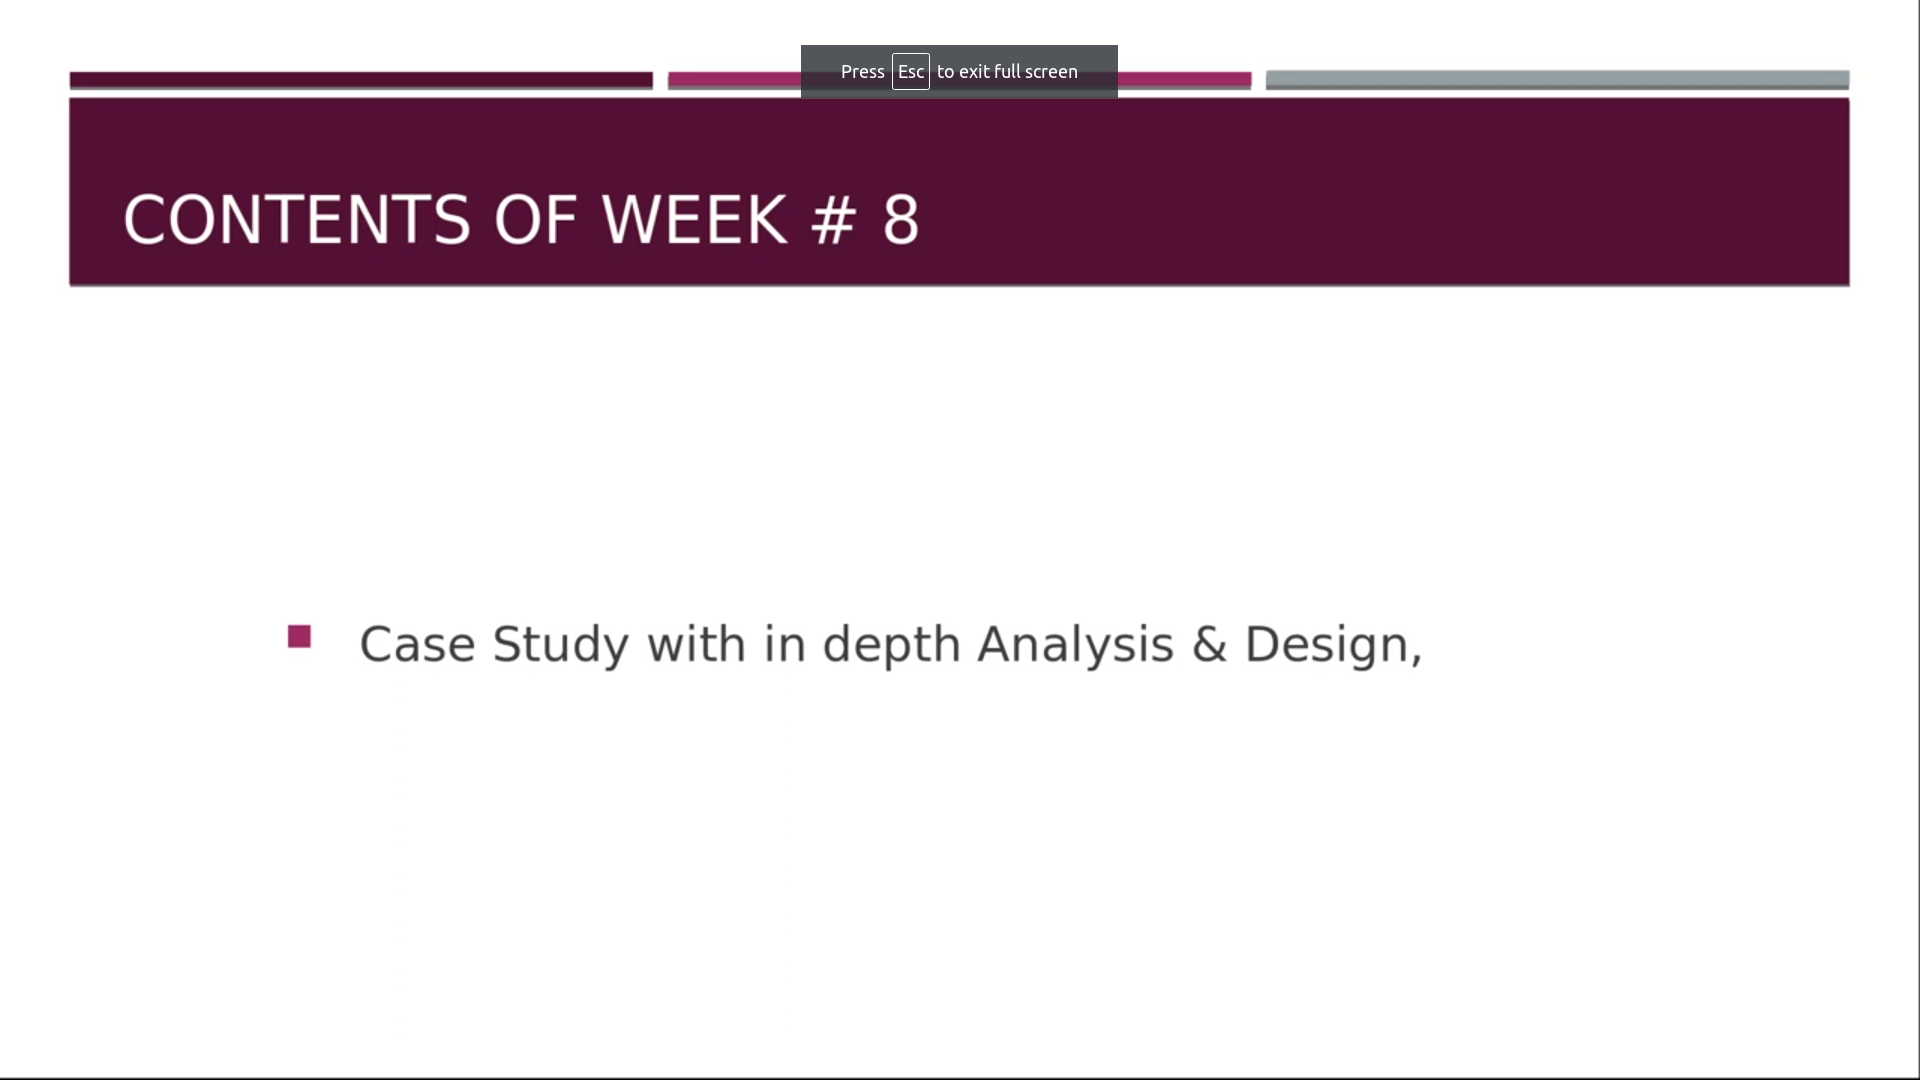 Press Esc to exit full screen
CONTENTS OF WEEK # 8
Case Study with in depth Analysis & Design,